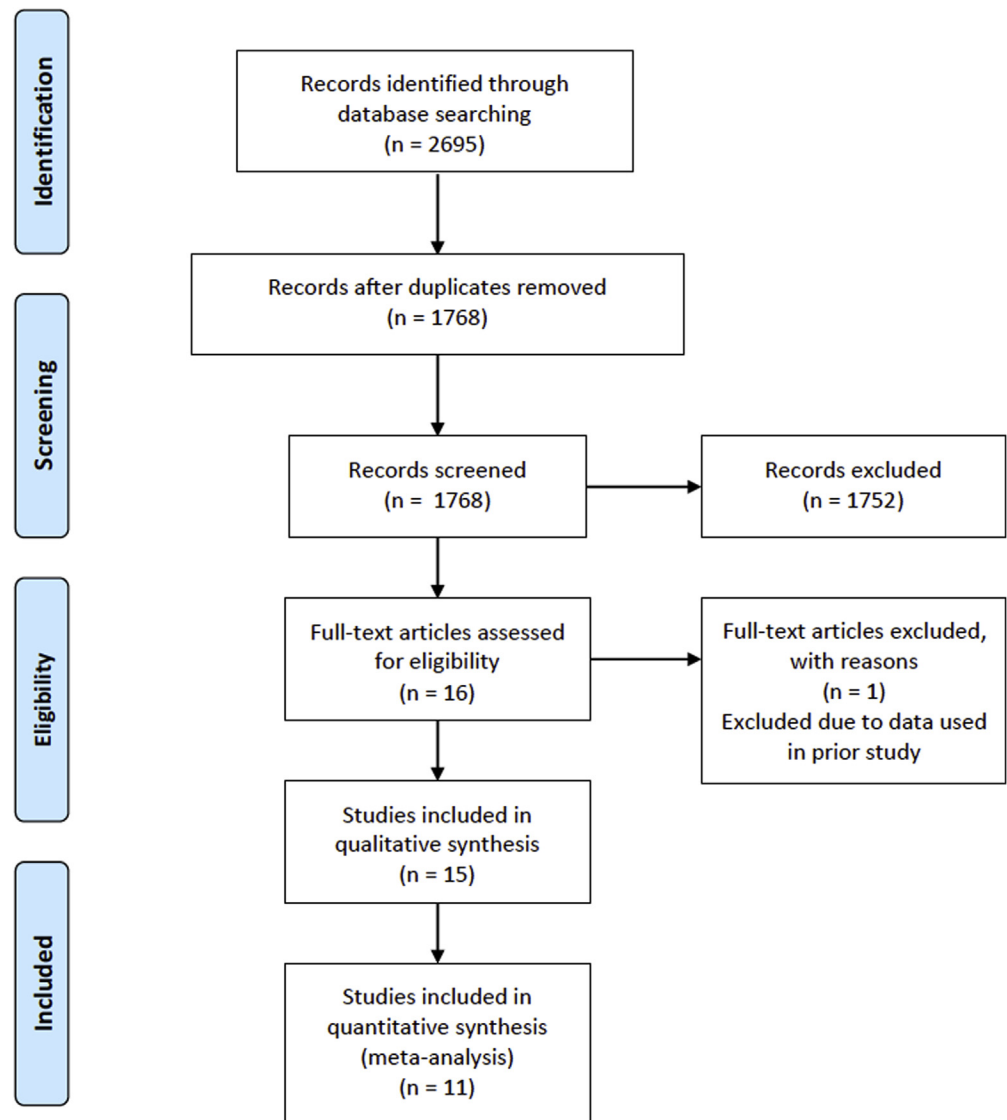 Identification
Records identified through
database searching
(n = 2695)
Records after duplicates removed
(n = 1768)
Screening
Records screened
(n =  1768)
Records excluded
(n = 1752)
Eligibility
Full-text articles assessed
for eligibility
(n = 16)
Full-text articles excluded,
with reasons
(n = 1)
Excluded due to data used
in prior study
Studies included in
qualitative synthesis
(n = 15)
Included
Studies included in
quantitative synthesis
(meta-analysis)
(n = 11)